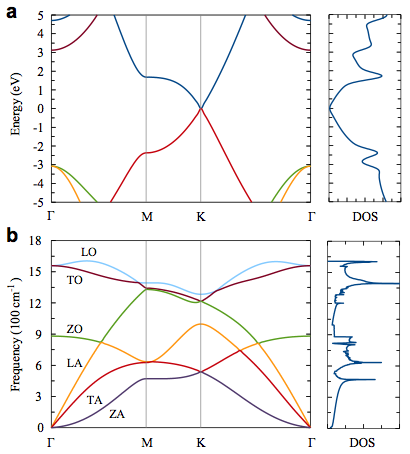 a
Energy (eV)
5
4
3
2
1
0
-1
-2
-3
-4
-5
Γ M K Γ
DOS
b
Frequency (100 cm⁻¹)
18
15
12
9
6
3
0
LO
TO
ZO
LA
TA
ZA
Γ M K Γ
DOS